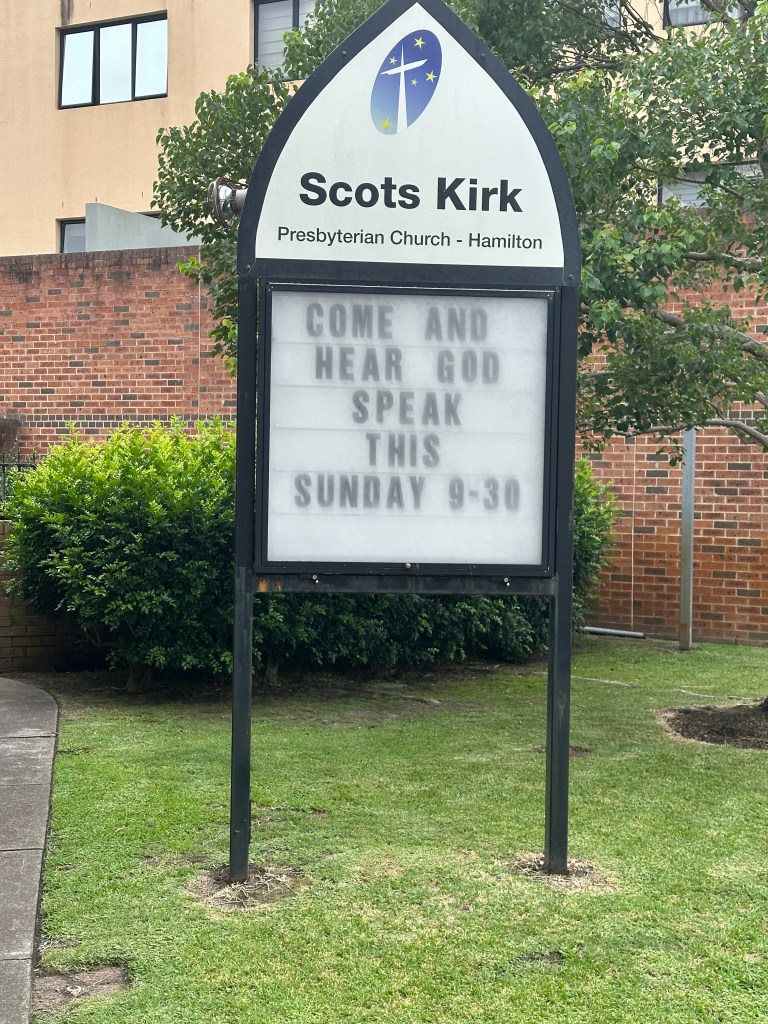 Scots Kirk
Presbyterian Church - Hamilton
COME AND
HEAR GOD
SPEAK
THIS
SUNDAY 9-30